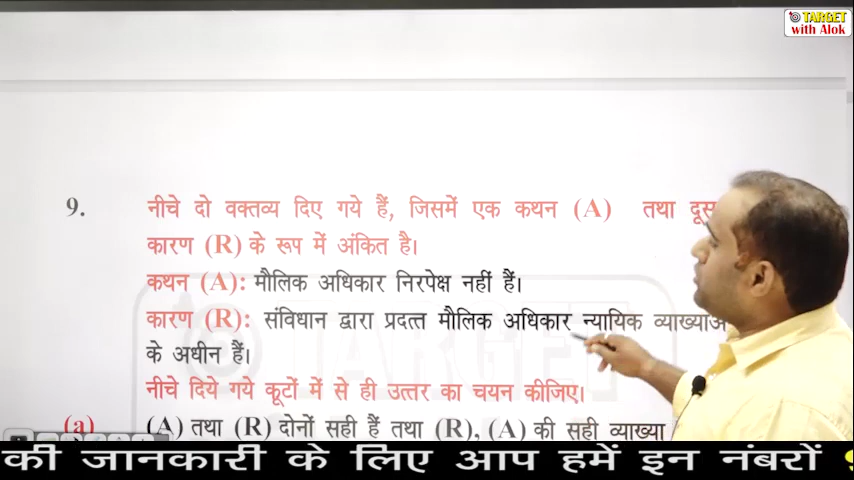 TARGET
with Alok
9. नीचे दो वक्तव्य दिए गये हैं, जिसमें एक कथन (A) तथा
कारण (R) के रूप में अंकित है।
कथन (A): मौलिक अधिकार निरपेक्ष नहीं हैं।
कारण (R): संविधान द्वारा प्रदत्त मौलिक अधिकार न्यायिक
के अधीन हैं।
नीचे दिये गये कूटों में से ही उत्तर का चयन कीजिए।
(a) (A) तथा (R) दोनों सही हैं तथा (R), (A) की सही व्याख्या
की जानकारी के लिए आप हमें इन नंबरों